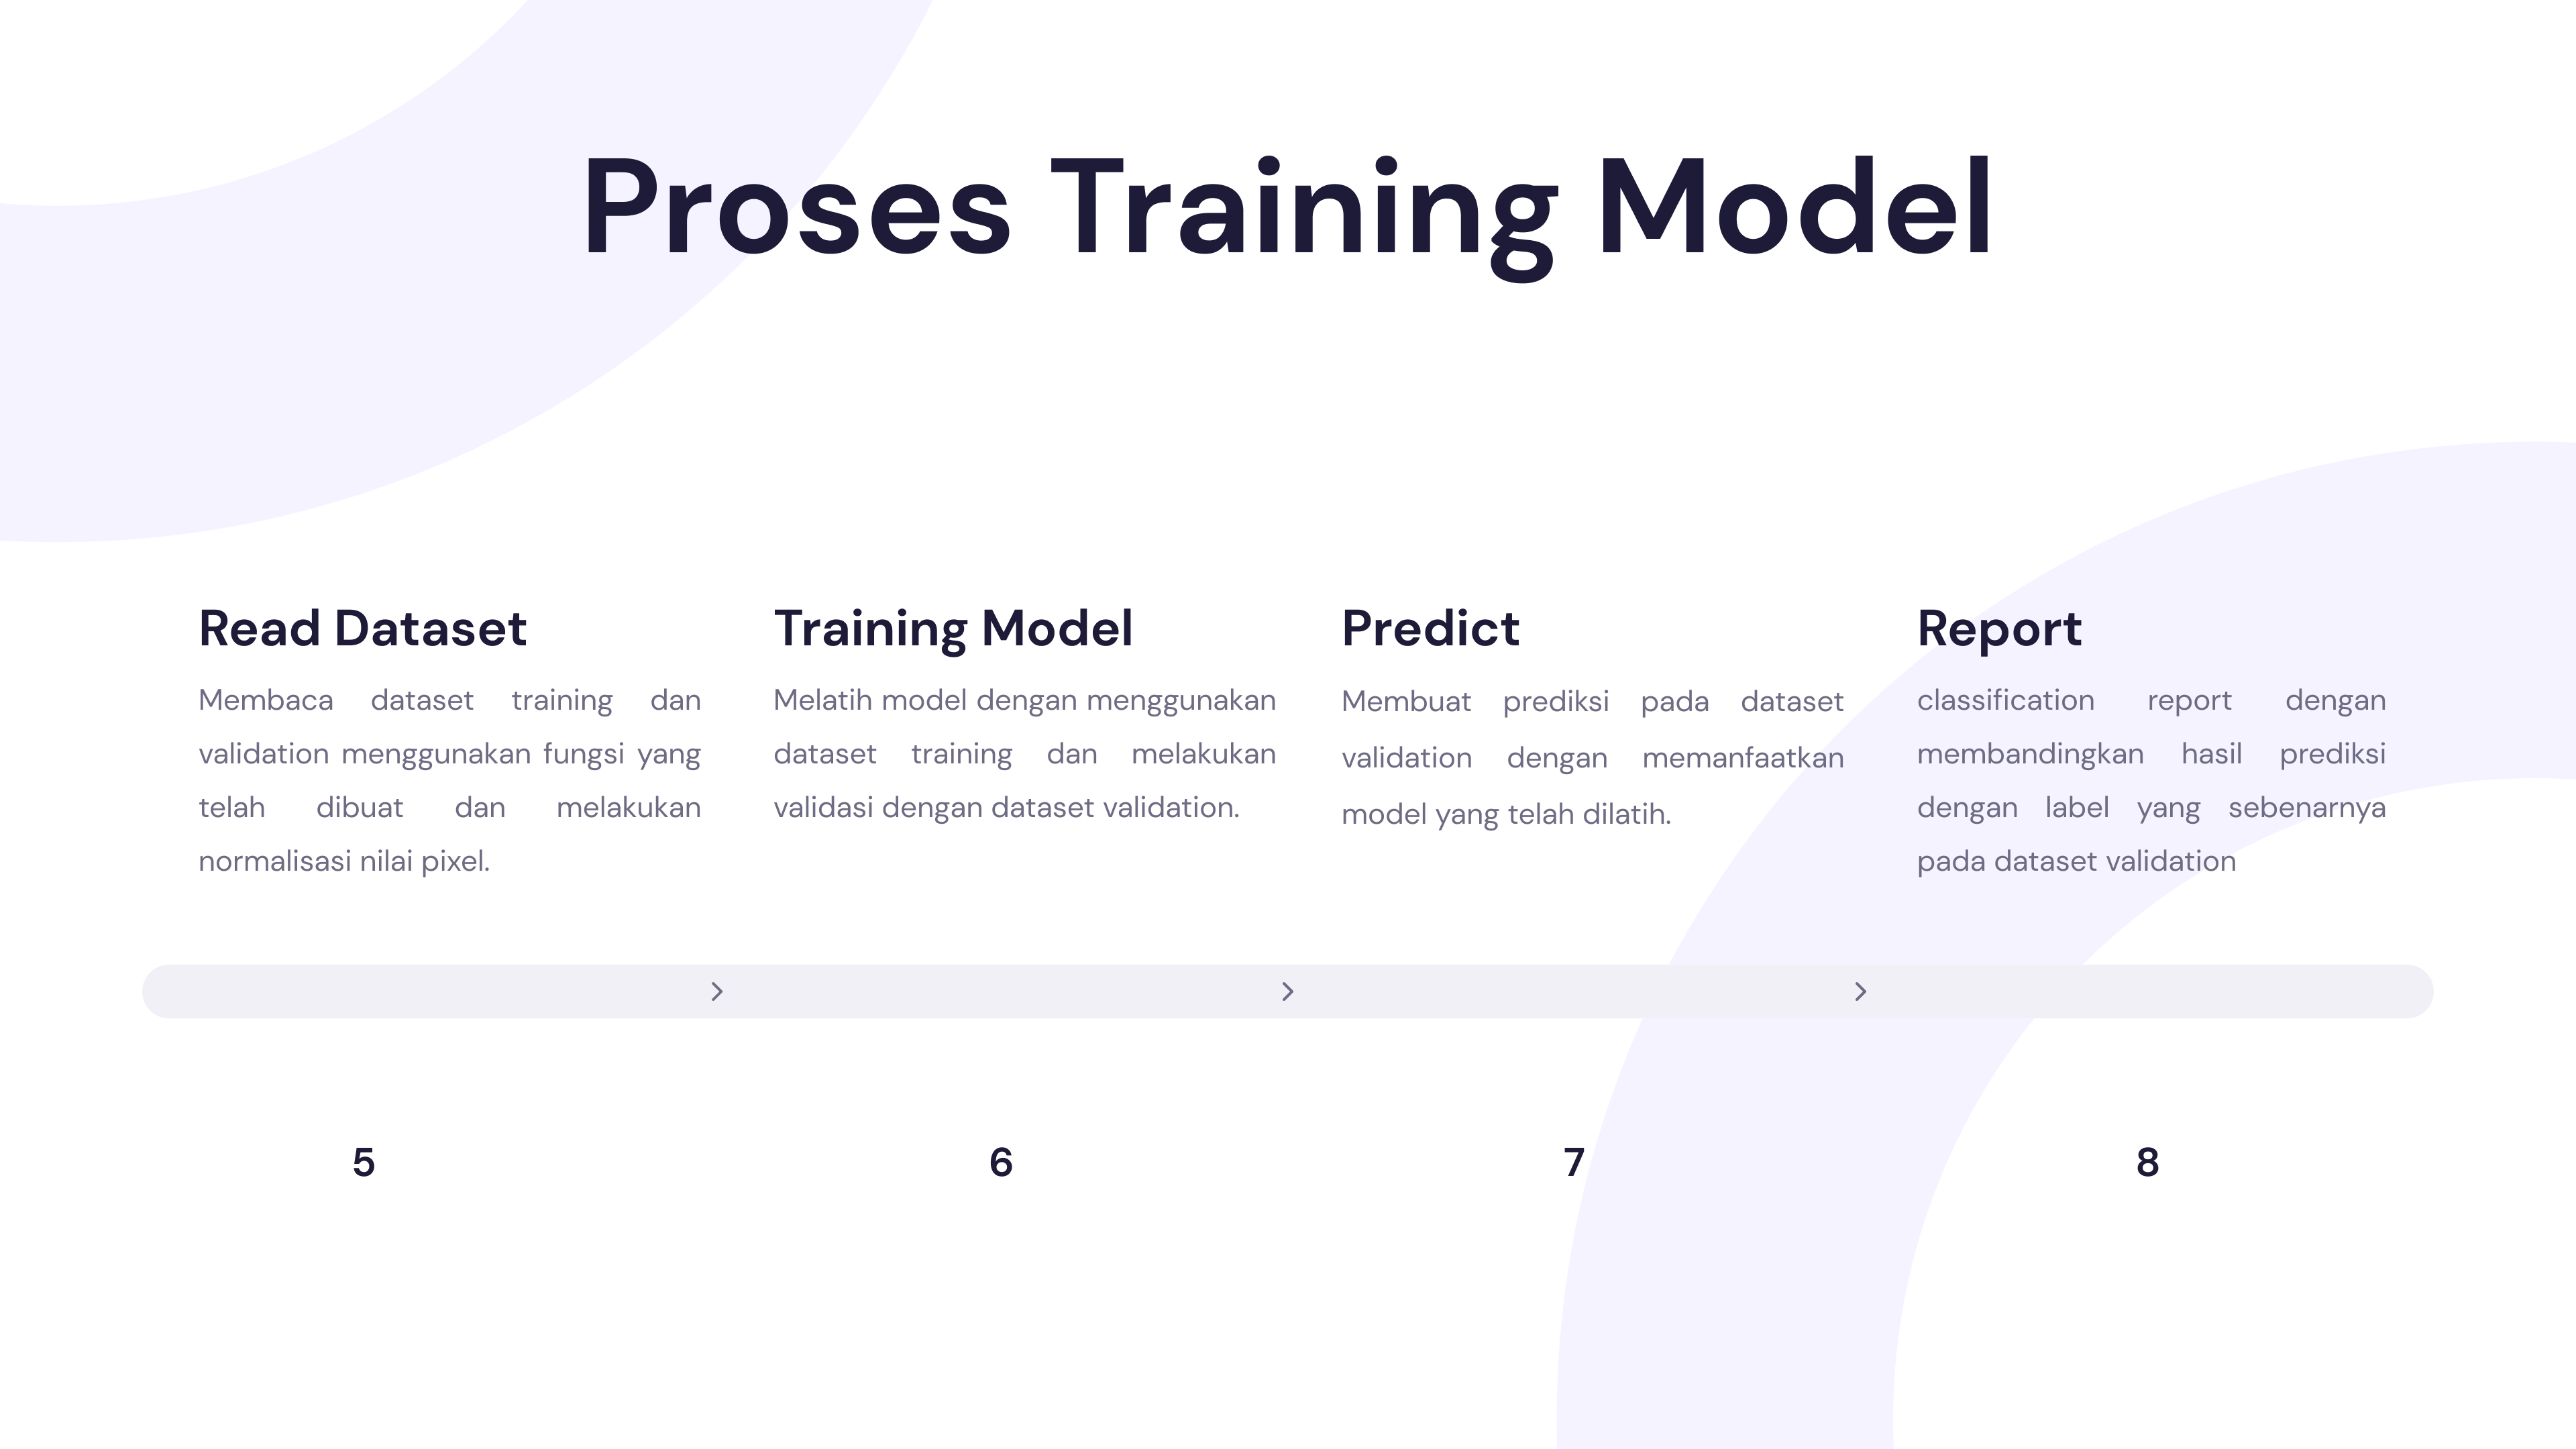 Proses Training Model
Read Dataset
Membaca dataset training dan
validation menggunakan fungsi yang
telah dibuat dan melakukan
normalisasi nilai pixel.
Training Model
Melatih model dengan menggunakan
dataset training dan melakukan
validasi dengan dataset validation.
Predict
Membuat prediksi pada dataset
validation dengan memanfaatkan
model yang telah dilatih.
Report
classification report dengan
membandingkan hasil prediksi
dengan label yang sebenarnya
pada dataset validation
5
6
7
8